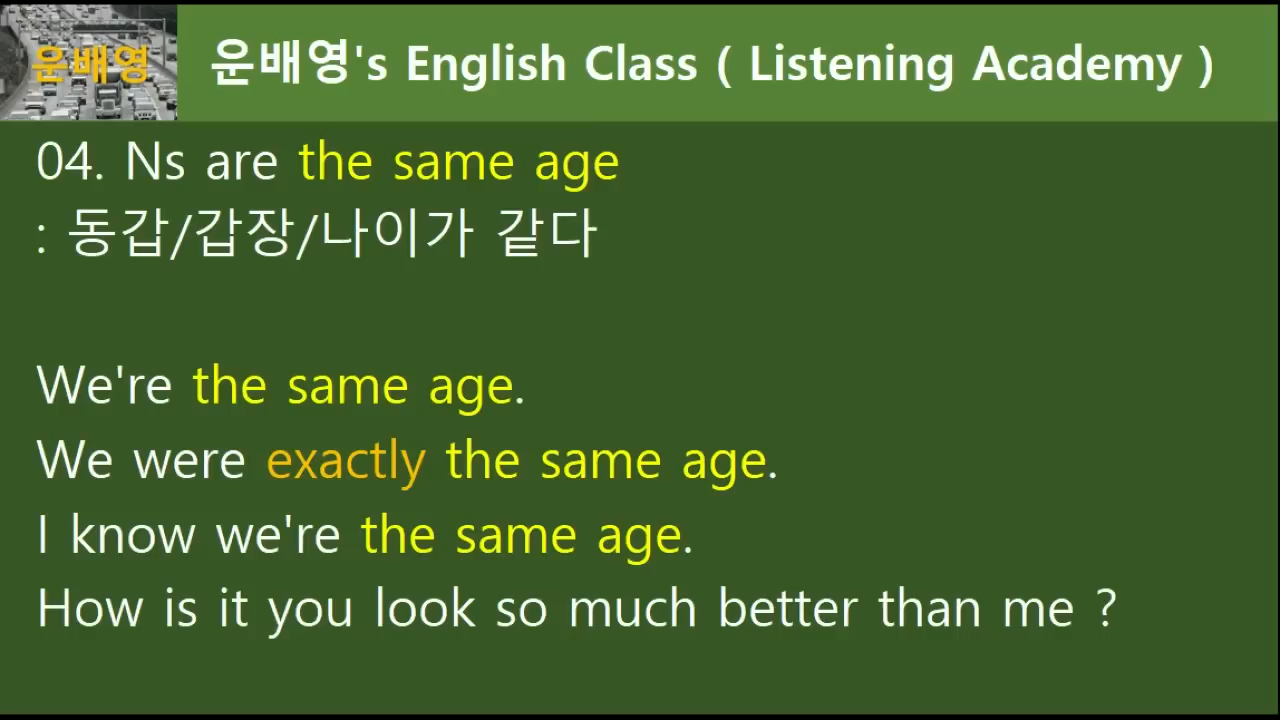 운배영
운배영's English Class ( Listening Academy )
04. Ns are the same age
: 동갑/갑장/나이가 같다
We're the same age.
We were exactly the same age.
I know we're the same age.
How is it you look so much better than me ?